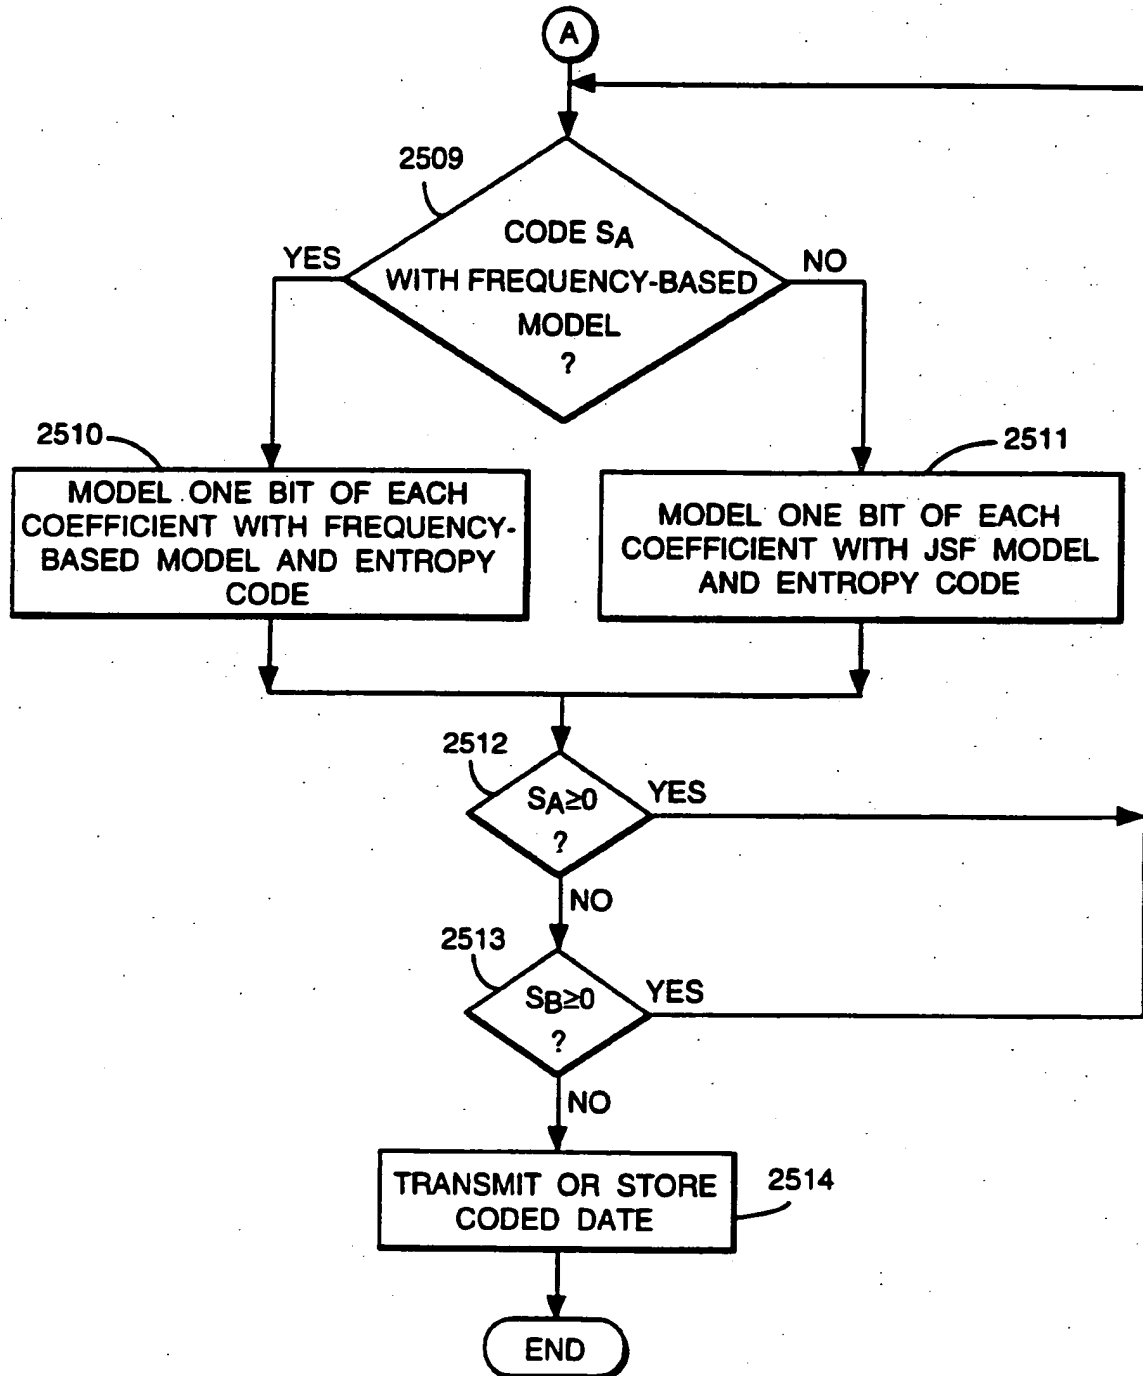 A
2509
CODE SA
WITH FREQUENCY-BASED
MODEL
?
YES
NO
2510
MODEL ONE BIT OF EACH
COEFFICIENT WITH FREQUENCY-
BASED MODEL AND ENTROPY
CODE
2511
MODEL ONE BIT OF EACH
COEFFICIENT WITH JSF MODEL
AND ENTROPY CODE
2512
SA≥0
?
YES
NO
2513
SB≥0
?
YES
NO
TRANSMIT OR STORE
CODED DATE
2514
END